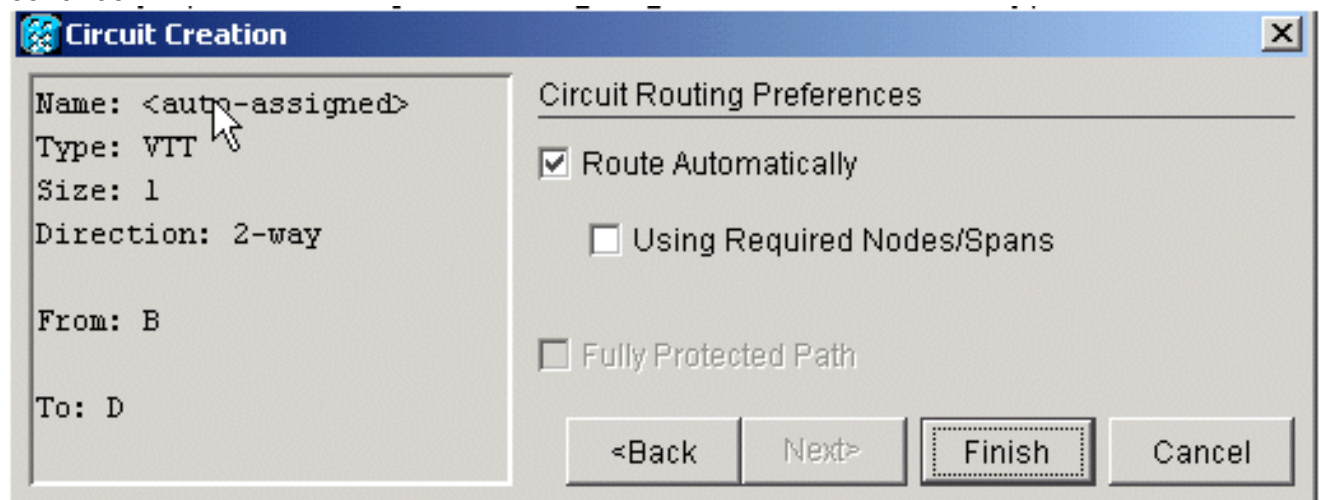 Circuit Creation
Name: <auto-assigned>
Type: VTT
Size: 1
Direction: 2-way
From: B
To: D
Circuit Routing Preferences
Route Automatically
Using Required Nodes/Spans
Fully Protected Path
<Back
Next>
Finish
Cancel